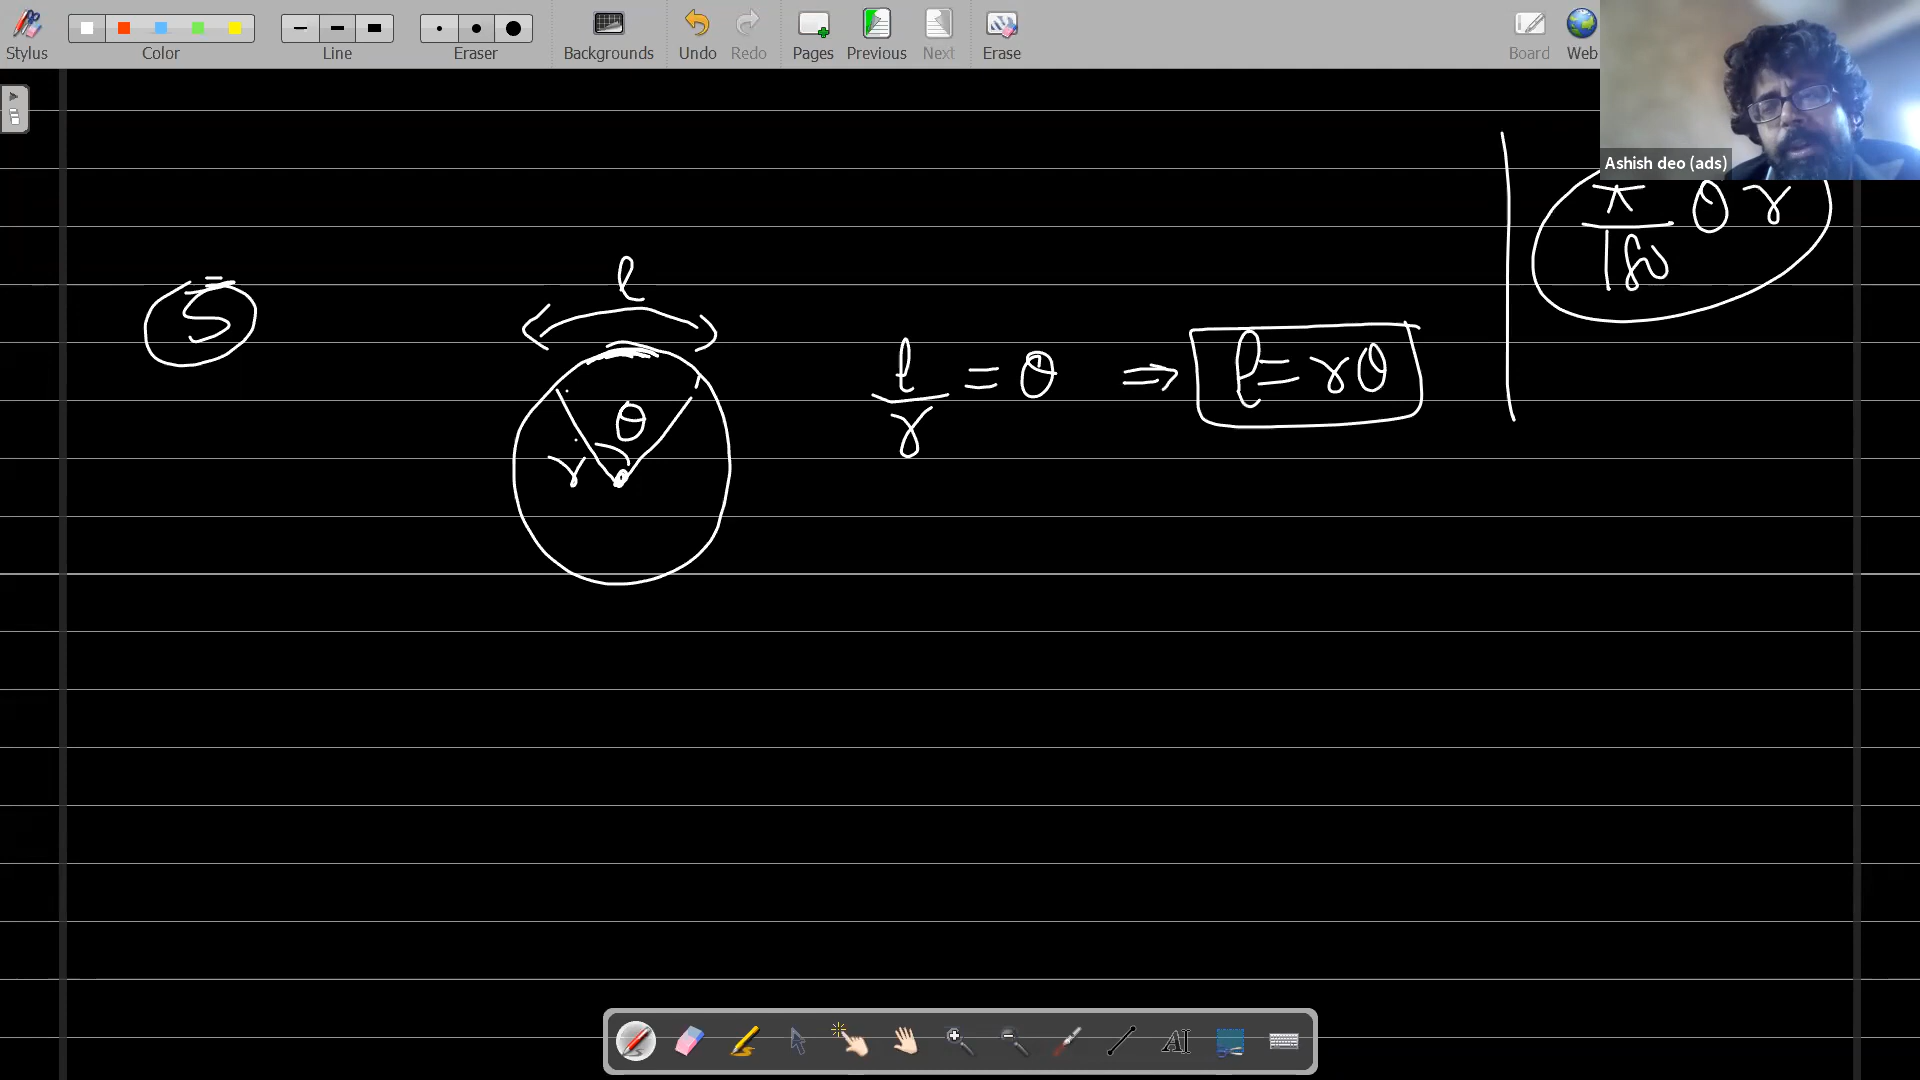 Stylus Color Line Eraser Backgrounds Undo Redo Pages Previous Next Erase Board Web
Ashish deo (ads)
π/180 θ r
5
l
θ
r
l/r = θ ⇒ l = rθ
AI